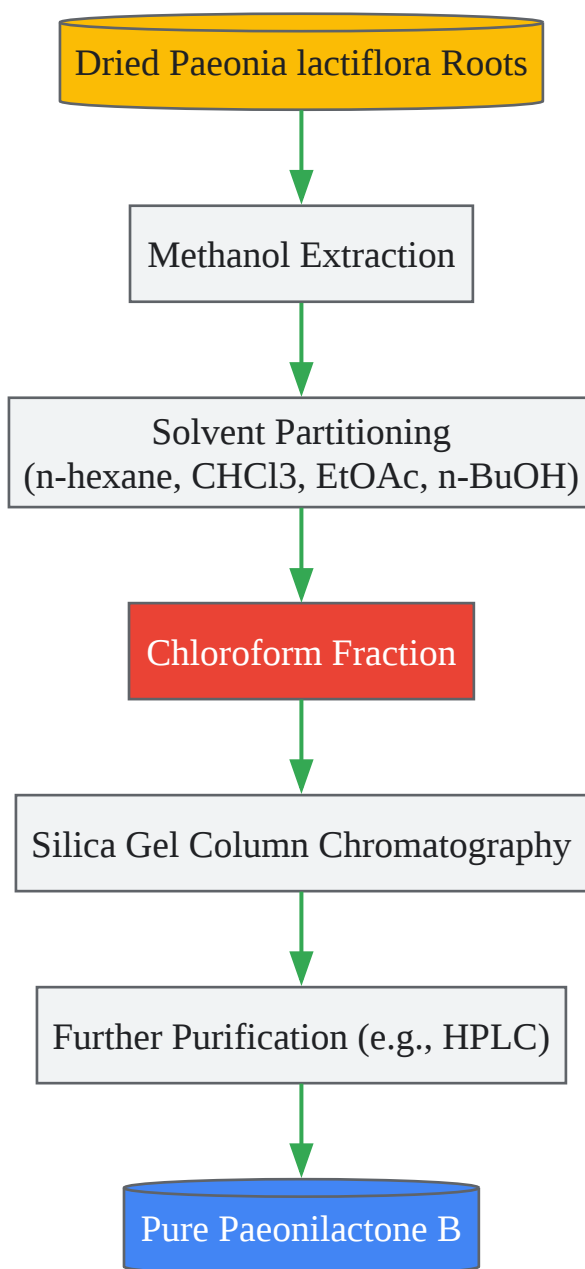 Dried Paeonia lactiflora Roots
Methanol Extraction
Solvent Partitioning
(n-hexane, CHCl3, EtOAc, n-BuOH)
Chloroform Fraction
Silica Gel Column Chromatography
Further Purification (e.g., HPLC)
Pure Paeonilactone B